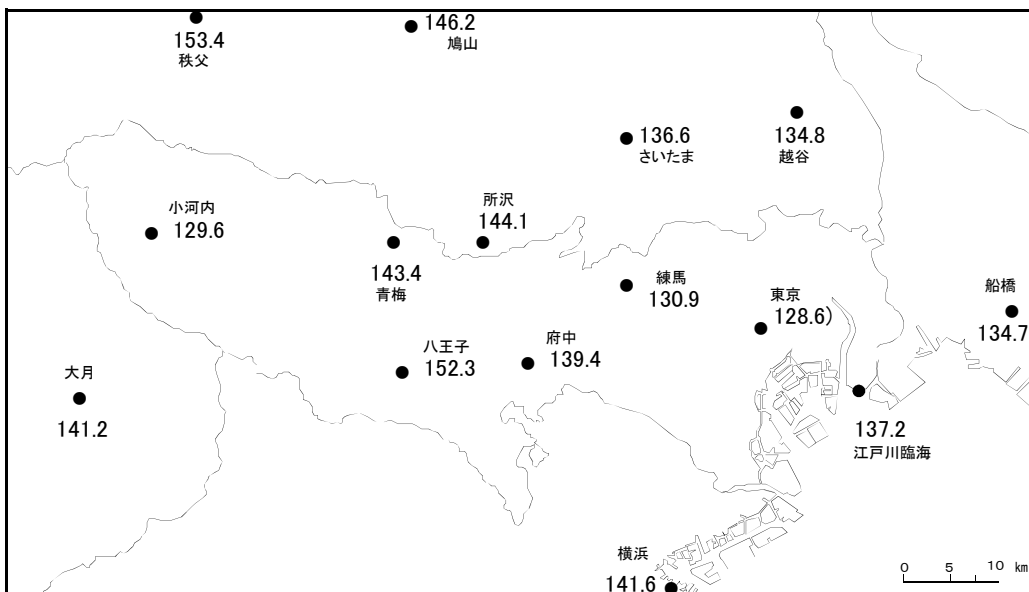 146.2
鳩山
153.4
秩父
136.6
さいたま
134.8
越谷
小河内
129.6
所沢
144.1
143.4
青梅
練馬
130.9
東京
128.6)
船橋
134.7
八王子
152.3
府中
139.4
大月
141.2
137.2
江戸川臨海
横浜
141.6
0 5 10 km